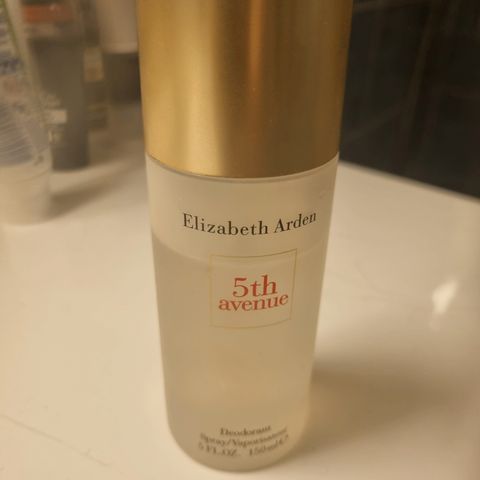 Elizabeth Arden
5th
avenue
Deodorant
Spray/Vaporisateur
5 FL.OZ. 150 ml ℮